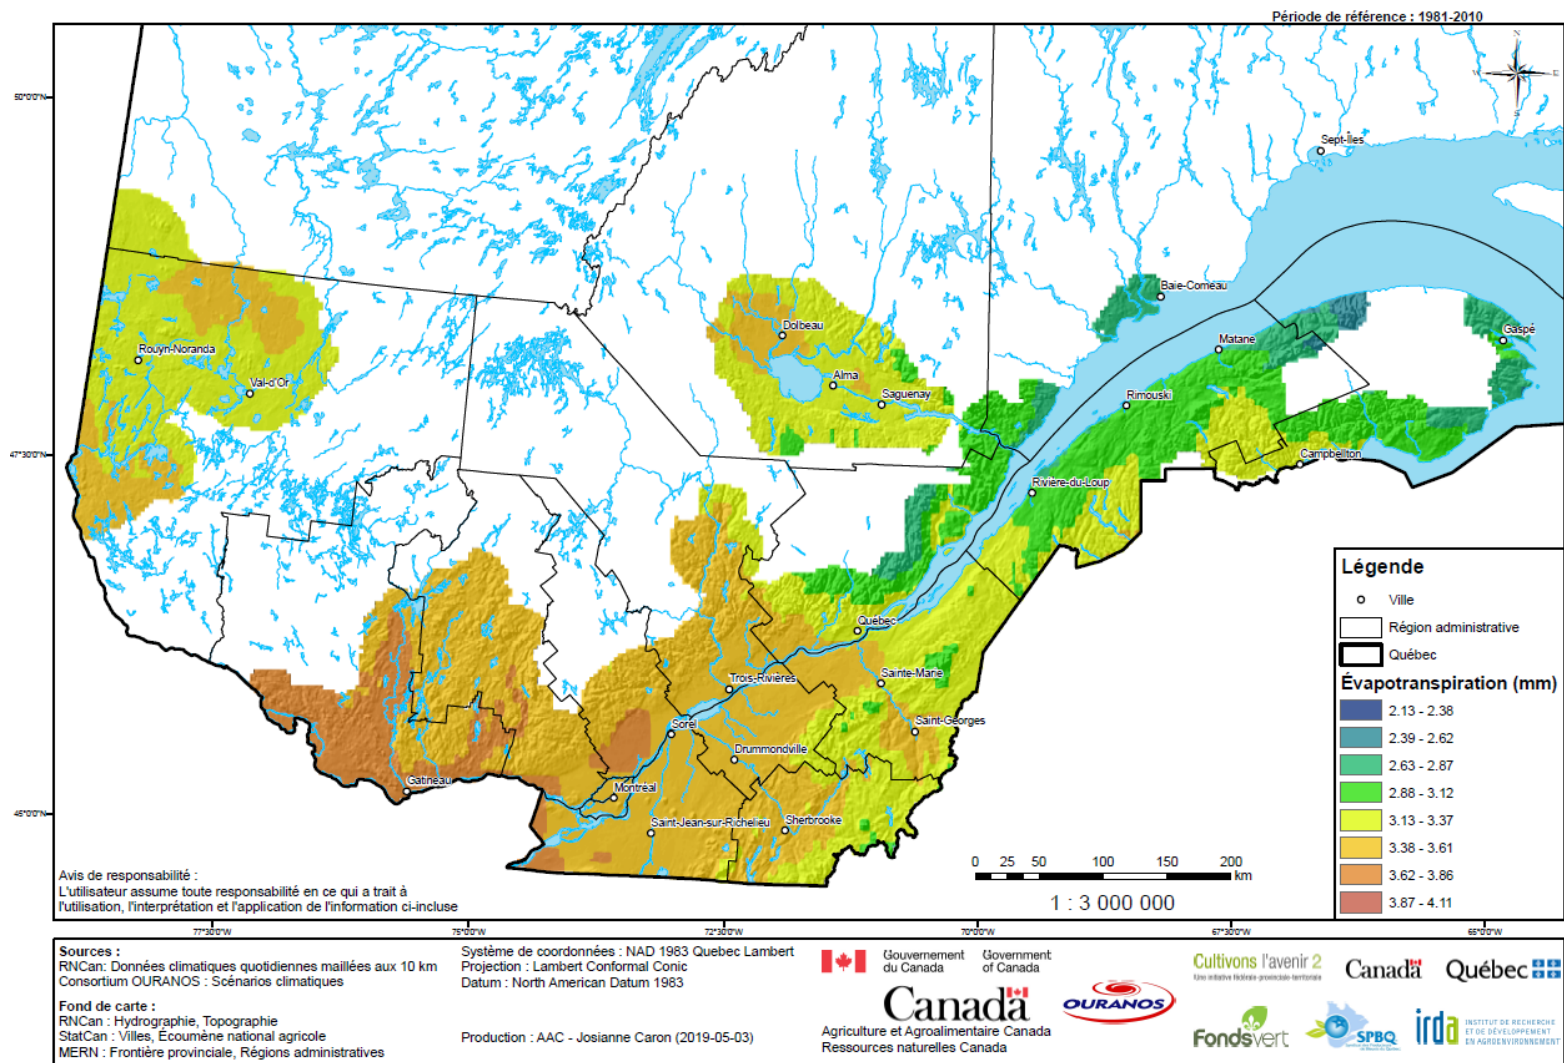 Période de référence : 1981-2010
N
W
E
S
50°0'0"N
47°30'0"N
45°0'0"N
Sept-Îles
Baie-Comeau
Gaspé
Matane
Dolbeau
Rouyn-Noranda
Val-d'Or
Alma
Saguenay
Rimouski
Campbellton
Rivière-du-Loup
Québec
Sainte-Marie
Trois-Rivières
Saint-Georges
Sorel
Drummondville
Gatineau
Montréal
Saint-Jean-sur-Richelieu
Sherbrooke
Légende
Ville
Région administrative
Québec
Évapotranspiration (mm)
2.13 - 2.38
2.39 - 2.62
2.63 - 2.87
2.88 - 3.12
3.13 - 3.37
3.38 - 3.61
3.62 - 3.86
3.87 - 4.11
0 25 50 100 150 200
km
1 : 3 000 000
Avis de responsabilité :
L'utilisateur assume toute responsabilité en ce qui a trait à
l'utilisation, l'interprétation et l'application de l'information ci-incluse
77°30'0"W
75°0'0"W
72°30'0"W
70°0'0"W
67°30'0"W
65°0'0"W
Sources :
RNCan: Données climatiques quotidiennes maillées aux 10 km
Consortium OURANOS : Scénarios climatiques
Fond de carte :
RNCan : Hydrographie, Topographie
StatCan : Villes, Écoumène national agricole
MERN : Frontière provinciale, Régions administratives
Système de coordonnées : NAD 1983 Quebec Lambert
Projection : Lambert Conformal Conic
Datum : North American Datum 1983
Production : AAC - Josianne Caron (2019-05-03)
Gouvernement du Canada
Government of Canada
Canada
Agriculture et Agroalimentaire Canada
Ressources naturelles Canada
OURANOS
Cultivons l'avenir 2
Une initiative fédérale-provinciale-territoriale
Canada
Québec
Fondsvert
SPBQ
irda
INSTITUT DE RECHERCHE
ET DE DÉVELOPPEMENT
EN AGROENVIRONNEMENT